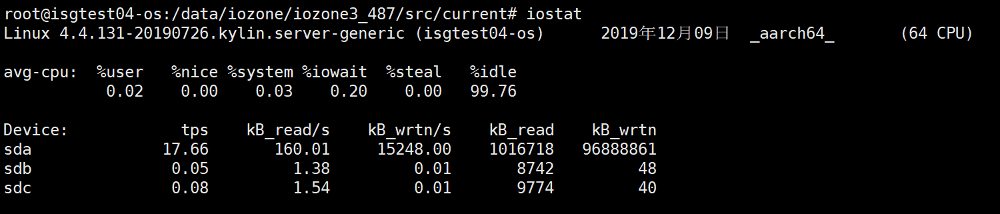 root@isgtest04-os:/data/iozone/iozone3_487/src/current# iostat
Linux 4.4.131-20190726.kylin.server-generic (isgtest04-os)      2019年12月09日  _aarch64_       (64 CPU)
avg-cpu:  %user   %nice %system %iowait  %steal   %idle
           0.02    0.00    0.03    0.20    0.00   99.76
Device:            tps    kB_read/s    kB_wrtn/s    kB_read    kB_wrtn
sda              17.66       160.01     15248.00    1016718   96888861
sdb               0.05         1.38         0.01       8742         48
sdc               0.08         1.54         0.01       9774         40